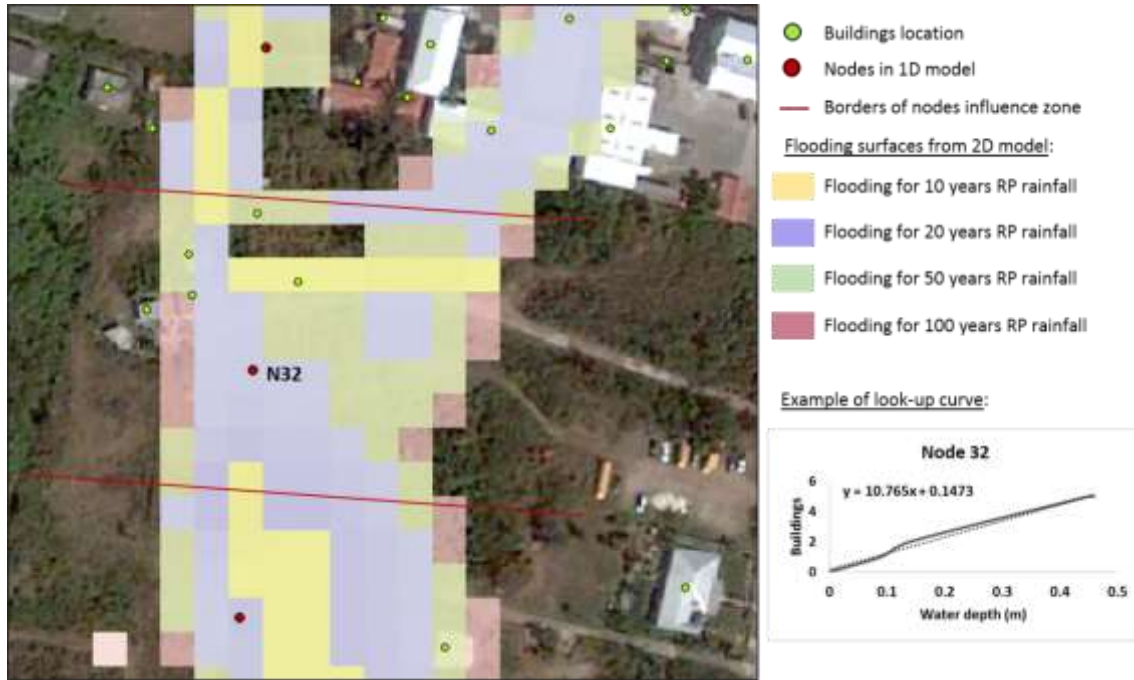 N32
Buildings location
Nodes in 1D model
Borders of nodes influence zone
Flooding surfaces from 2D model:
Flooding for 10 years RP rainfall
Flooding for 20 years RP rainfall
Flooding for 50 years RP rainfall
Flooding for 100 years RP rainfall
Example of look-up curve:
Node 32
y = 10.765x + 0.1473
Buildings
6
4
2
0
0 0.1 0.2 0.3 0.4 0.5
Water depth (m)